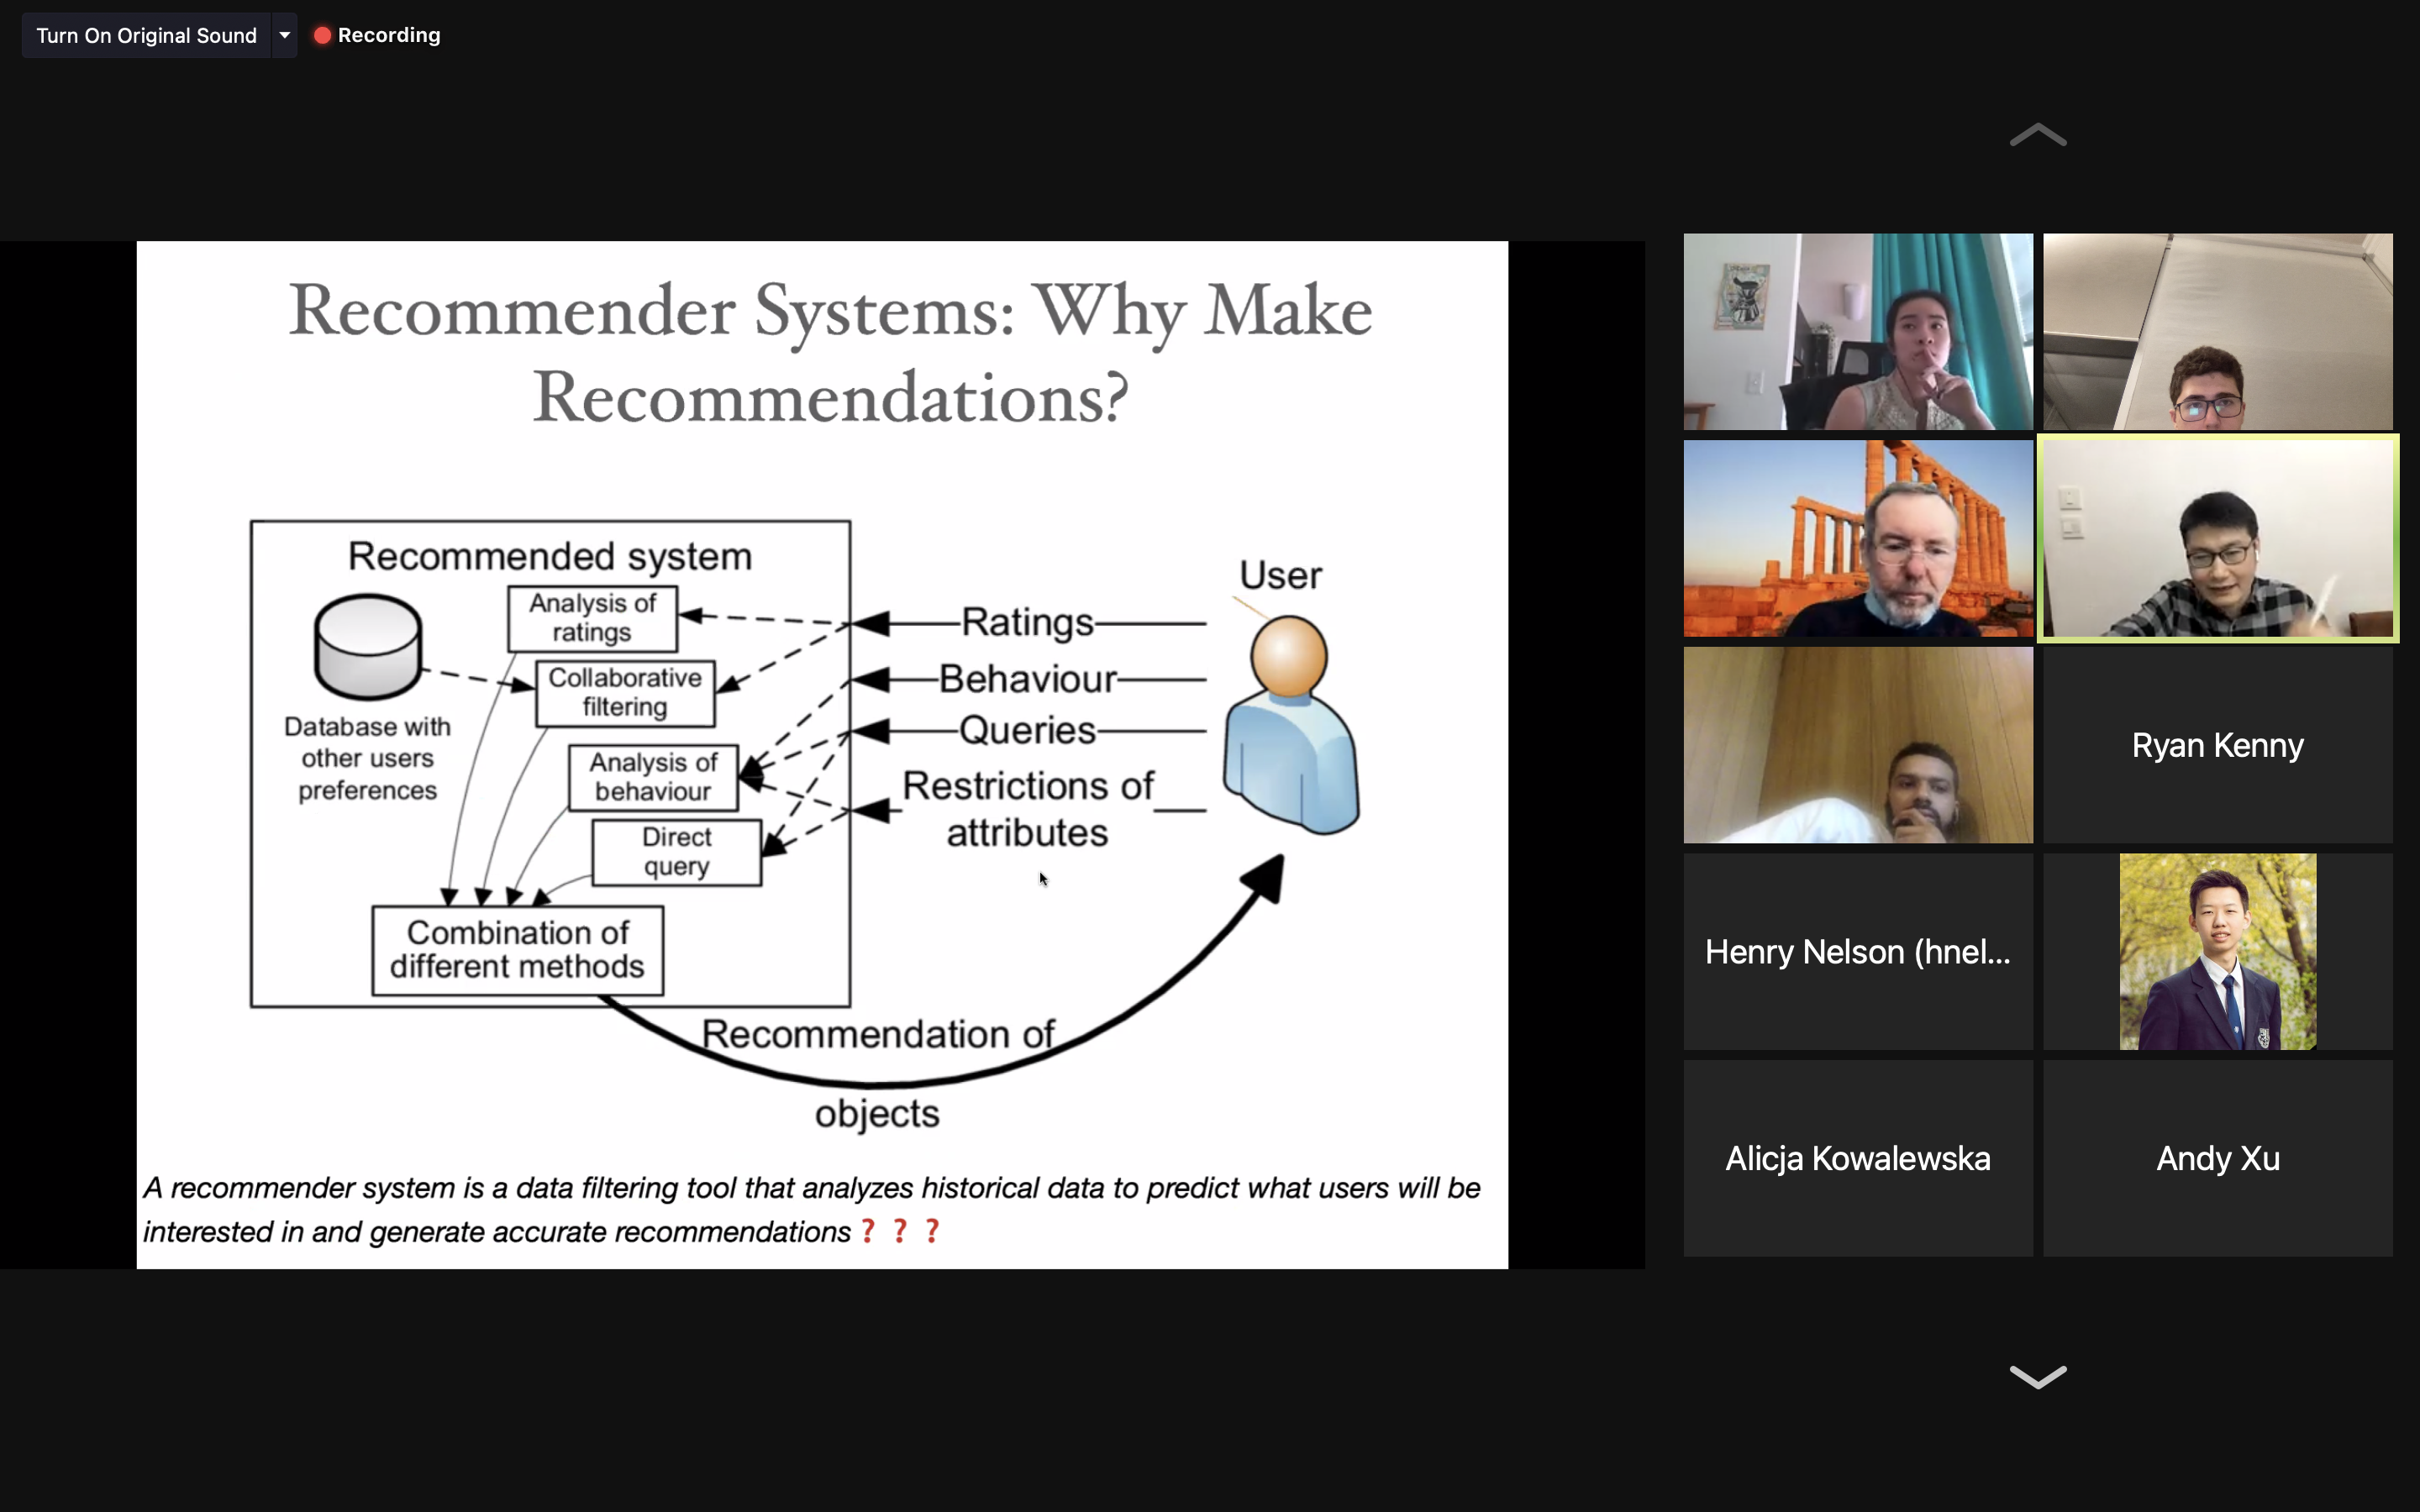 Turn On Original Sound
Recording
Recommender Systems: Why Make
Recommendations?
Recommended system
Analysis of
ratings
Collaborative
filtering
Database with
other users
preferences
Analysis of
behaviour
Direct
query
Combination of
different methods
Ratings
Behaviour
Queries
Restrictions of
attributes
User
Recommendation of
objects
A recommender system is a data filtering tool that analyzes historical data to predict what users will be
interested in and generate accurate recommendations ? ? ?
Ryan Kenny
Henry Nelson (hnel...
Alicja Kowalewska
Andy Xu